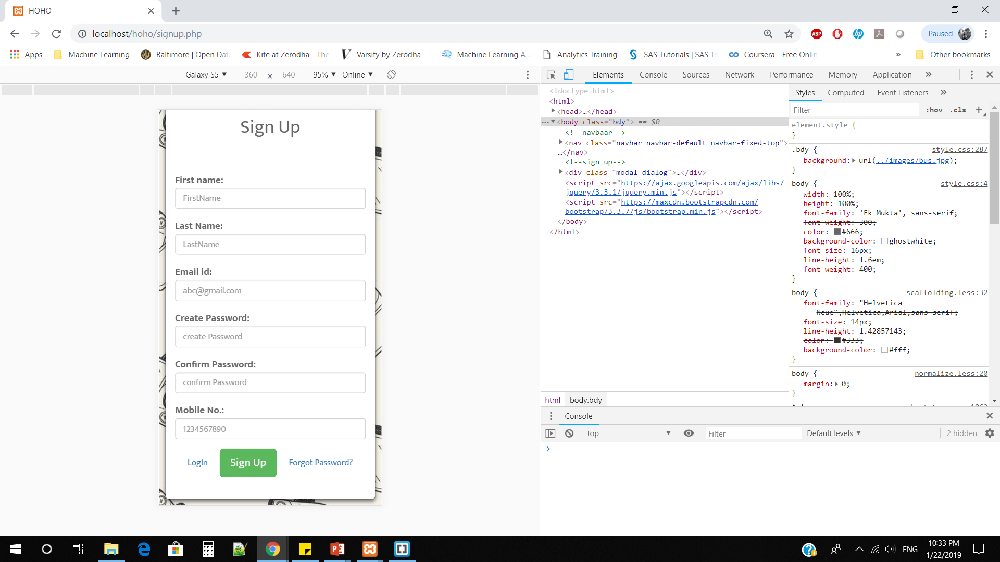 HOHO
localhost/hoho/signup.php
ABP
hp
Paused
Apps
Machine Learning
Baltimore | Open Dat
Kite at Zerodha - The
Varsity by Zerodha –
Machine Learning A-Z
Analytics Training
SAS Tutorials | SAS Tr
Coursera - Free Onlin
»
Other bookmarks
Galaxy S5 ▼
360 × 640
95% ▼
Online ▼
Elements
Console
Sources
Network
Performance
Memory
Application
»
Sign Up
First name:
FirstName
Last Name:
LastName
Email id:
abc@gmail.com
Create Password:
create Password
Confirm Password:
confirm Password
Mobile No.:
1234567890
LogIn
Sign Up
Forgot Password?
<!doctype html>
<html>
<head>…</head>
<body class="bdy"> == $0
<!--navbaar-->
<nav class="navbar navbar-default navbar-fixed-top">
…</nav>
<!--sign up-->
<div class="modal-dialog">…</div>
<script src="https://ajax.googleapis.com/ajax/libs/
jquery/3.3.1/jquery.min.js"></script>
<script src="https://maxcdn.bootstrapcdn.com/
bootstrap/3.3.7/js/bootstrap.min.js"></script>
</body>
</html>
html
body.bdy
Styles
Computed
Event Listeners
»
Filter
:hov
.cls
+
element.style {
}
.bdy {
style.css:287
background: url(../images/bus.jpg);
}
body {
style.css:4
width: 100%;
height: 100%;
font-family: 'Ek Mukta', sans-serif;
font-weight: 300;
color: #666;
background-color: ghostwhite;
font-size: 16px;
line-height: 1.6em;
font-weight: 400;
}
body {
scaffolding.less:32
font-family: "Helvetica
Neue",Helvetica,Arial,sans-serif;
font-size: 14px;
line-height: 1.42857143;
color: #333;
background-color: #fff;
}
body {
normalize.less:20
margin: 0;
}
Console
top
Filter
Default levels ▼
2 hidden
ENG
10:33 PM
1/22/2019